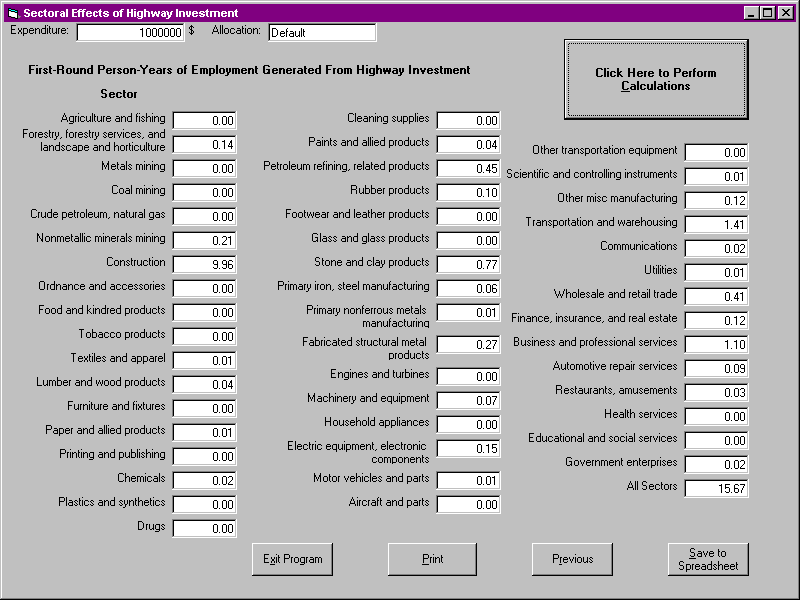 Sectoral Effects of Highway Investment
Expenditure: 1000000 $ Allocation: Default
First-Round Person-Years of Employment Generated From Highway Investment
Click Here to Perform
Calculations
Sector
Agriculture and fishing 0.00
Forestry, forestry services, and
landscape and horticulture 0.14
Metals mining 0.00
Coal mining 0.00
Crude petroleum, natural gas 0.00
Nonmetallic minerals mining 0.21
Construction 9.96
Ordnance and accessories 0.00
Food and kindred products 0.00
Tobacco products 0.00
Textiles and apparel 0.01
Lumber and wood products 0.04
Furniture and fixtures 0.00
Paper and allied products 0.01
Printing and publishing 0.00
Chemicals 0.02
Plastics and synthetics 0.00
Drugs 0.00
Cleaning supplies 0.00
Paints and allied products 0.04
Petroleum refining, related products 0.45
Rubber products 0.10
Footwear and leather products 0.00
Glass and glass products 0.00
Stone and clay products 0.77
Primary iron, steel manufacturing 0.06
Primary nonferrous metals 0.01
manufacturing
Fabricated structural metal 0.27
products
Engines and turbines 0.00
Machinery and equipment 0.07
Household appliances 0.00
Electric equipment, electronic 0.15
components
Motor vehicles and parts 0.01
Aircraft and parts 0.00
Other transportation equipment 0.00
Scientific and controlling instruments 0.01
Other misc manufacturing 0.12
Transportation and warehousing 1.41
Communications 0.02
Utilities 0.01
Wholesale and retail trade 0.41
Finance, insurance, and real estate 0.12
Business and professional services 1.10
Automotive repair services 0.09
Restaurants, amusements 0.03
Health services 0.00
Educational and social services 0.00
Government enterprises 0.02
All Sectors 15.67
Exit Program
Print
Previous
Save to
Spreadsheet